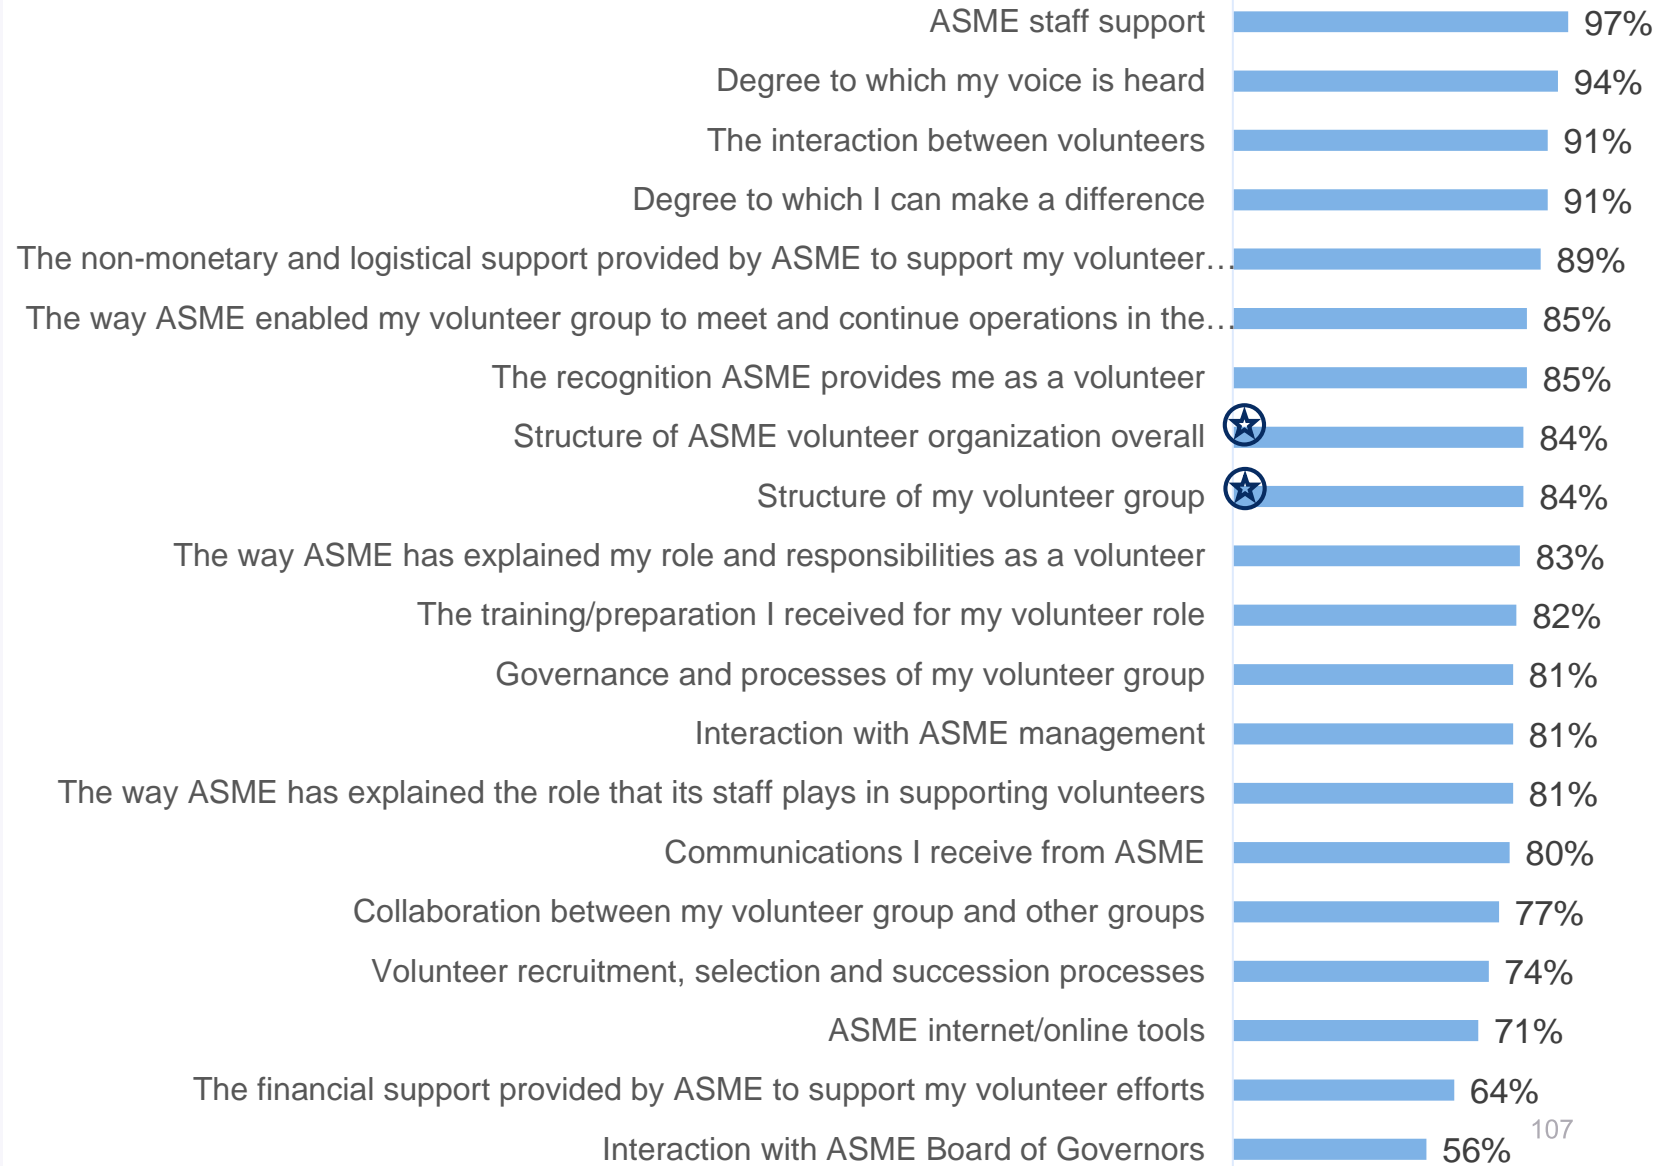 ASME staff support 97%
Degree to which my voice is heard 94%
The interaction between volunteers 91%
Degree to which I can make a difference 91%
The non-monetary and logistical support provided by ASME to support my volunteer… 89%
The way ASME enabled my volunteer group to meet and continue operations in the… 85%
The recognition ASME provides me as a volunteer 85%
Structure of ASME volunteer organization overall 84%
Structure of my volunteer group 84%
The way ASME has explained my role and responsibilities as a volunteer 83%
The training/preparation I received for my volunteer role 82%
Governance and processes of my volunteer group 81%
Interaction with ASME management 81%
The way ASME has explained the role that its staff plays in supporting volunteers 81%
Communications I receive from ASME 80%
Collaboration between my volunteer group and other groups 77%
Volunteer recruitment, selection and succession processes 74%
ASME internet/online tools 71%
The financial support provided by ASME to support my volunteer efforts 64%
Interaction with ASME Board of Governors 56%
107